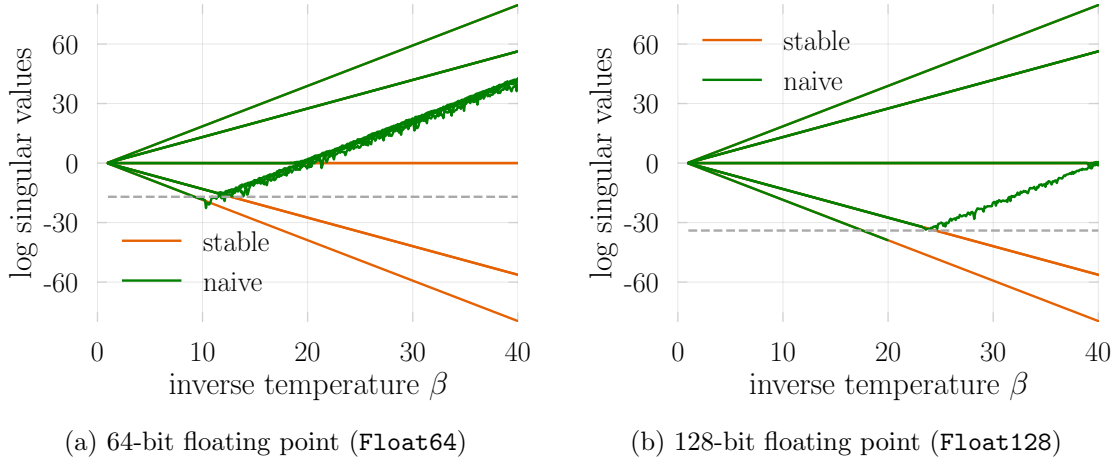 log singular values
60
30
0
-30
-60
stable
naive
0
10
20
30
40
inverse temperature β
(a) 64-bit floating point (Float64)
log singular values
60
30
0
-30
-60
stable
naive
0
10
20
30
40
inverse temperature β
(b) 128-bit floating point (Float128)